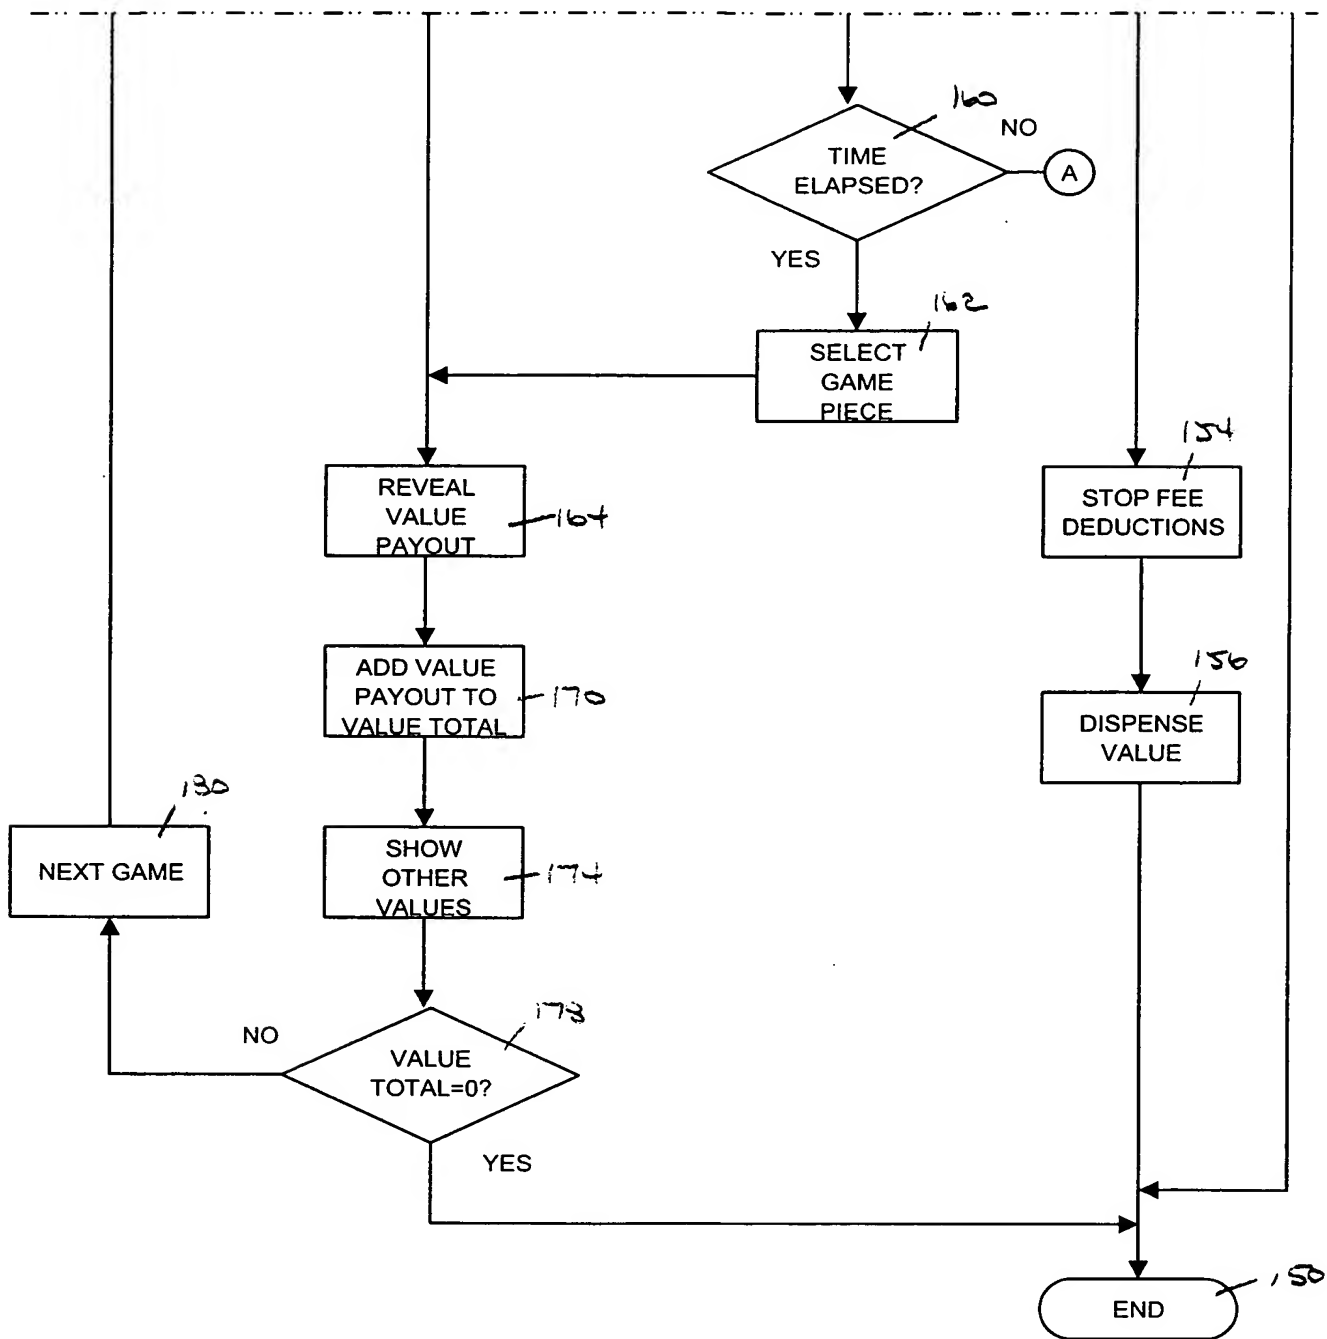 160
NO
TIME
ELAPSED?
A
YES
162
SELECT
GAME
PIECE
154
REVEAL
VALUE
PAYOUT
164
STOP FEE
DEDUCTIONS
156
ADD VALUE
PAYOUT TO
VALUE TOTAL
170
DISPENSE
VALUE
180
NEXT GAME
SHOW
OTHER
VALUES
174
178
NO
VALUE
TOTAL=0?
YES
150
END